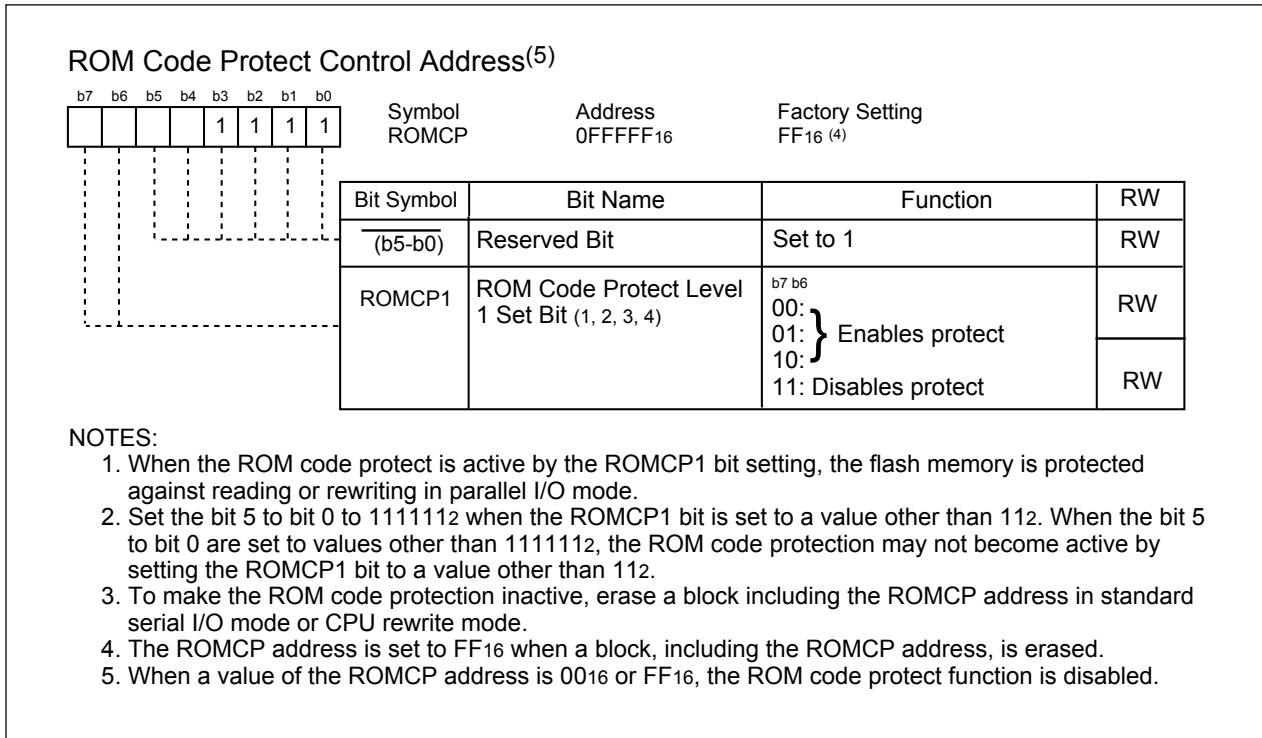 ROM Code Protect Control Address(5)
b7 b6 b5 b4 b3 b2 b1 b0
1 1 1 1
Symbol Address Factory Setting
ROMCP 0FFFFF16 FF16 (4)
Bit Symbol Bit Name Function RW
(b5-b0) Reserved Bit Set to 1 RW
ROMCP1 ROM Code Protect Level
1 Set Bit (1, 2, 3, 4)
b7 b6
00:
01: } Enables protect
10:
11: Disables protect
RW
RW
NOTES:
1. When the ROM code protect is active by the ROMCP1 bit setting, the flash memory is protected
against reading or rewriting in parallel I/O mode.
2. Set the bit 5 to bit 0 to 1111112 when the ROMCP1 bit is set to a value other than 112. When the bit 5
to bit 0 are set to values other than 1111112, the ROM code protection may not become active by
setting the ROMCP1 bit to a value other than 112.
3. To make the ROM code protection inactive, erase a block including the ROMCP address in standard
serial I/O mode or CPU rewrite mode.
4. The ROMCP address is set to FF16 when a block, including the ROMCP address, is erased.
5. When a value of the ROMCP address is 0016 or FF16, the ROM code protect function is disabled.